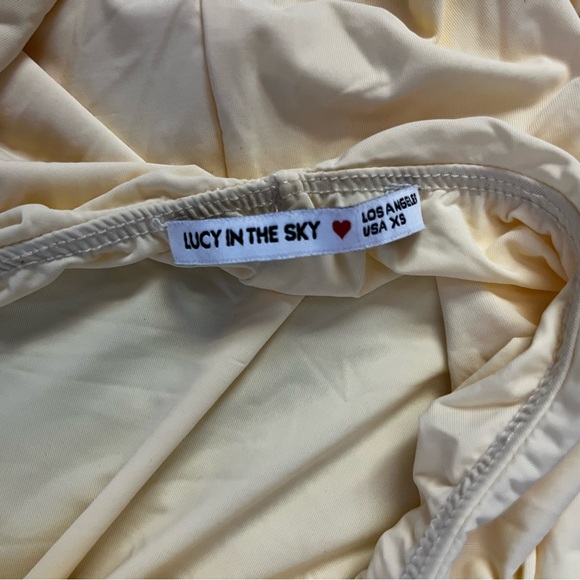 LUCY IN THE SKY ♥ LOS ANGELES
USA XS